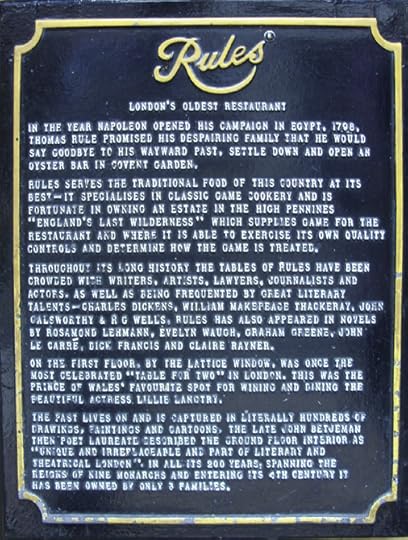 Rules
LONDON'S OLDEST RESTAURANT
IN THE YEAR NAPOLEON OPENED HIS CAMPAIGN IN EGYPT, 1798,
THOMAS RULE PROMISED HIS DESPAIRING FAMILY THAT HE WOULD
SAY GOODBYE TO HIS WAYWARD PAST, SETTLE DOWN AND OPEN AN
OYSTER BAR IN COVENT GARDEN.
RULES SERVES THE TRADITIONAL FOOD OF THIS COUNTRY AT ITS
BEST—IT SPECIALISES IN CLASSIC GAME COOKERY AND IS
FORTUNATE IN OWNING AN ESTATE IN THE HIGH PENNINES
"ENGLAND'S LAST WILDERNESS" WHICH SUPPLIES GAME FOR THE
RESTAURANT AND WHERE IT IS ABLE TO EXERCISE ITS OWN QUALITY
CONTROLS AND DETERMINE HOW THE GAME IS TREATED.
THROUGHOUT ITS LONG HISTORY THE TABLES OF RULES HAVE BEEN
CROWDED WITH WRITERS, ARTISTS, LAWYERS, JOURNALISTS AND
ACTORS. AS WELL AS BEING FREQUENTED BY GREAT LITERARY
TALENTS—CHARLES DICKENS, WILLIAM MAKEPEACE THACKERAY, JOHN
GALSWORTHY & H G WELLS, RULES HAS ALSO APPEARED IN NOVELS
BY ROSAMOND LEHMANN, EVELYN WAUGH, GRAHAM GREENE, JOHN
LE CARRÉ, DICK FRANCIS AND CLAIRE RAYNER.
ON THE FIRST FLOOR, BY THE LATTICE WINDOW, WAS ONCE THE
MOST CELEBRATED "TABLE FOR TWO" IN LONDON. THIS WAS THE
PRINCE OF WALES' FAVOURITE SPOT FOR WINING AND DINING THE
BEAUTIFUL ACTRESS LILLIE LANGTRY.
THE PAST LIVES ON AND IS CAPTURED IN LITERALLY HUNDREDS OF
DRAWINGS, PAINTINGS AND CARTOONS. THE LATE JOHN BETJEMAN
THEN POET LAUREATE DESCRIBED THE GROUND FLOOR INTERIOR AS
"UNIQUE AND IRREPLACEABLE AND PART OF LITERARY AND
THEATRICAL LONDON". IN ALL ITS 200 YEARS, SPANNING THE
REIGNS OF NINE MONARCHS AND ENTERING ITS 4TH CENTURY IT
HAS BEEN OWNED BY ONLY 3 FAMILIES.